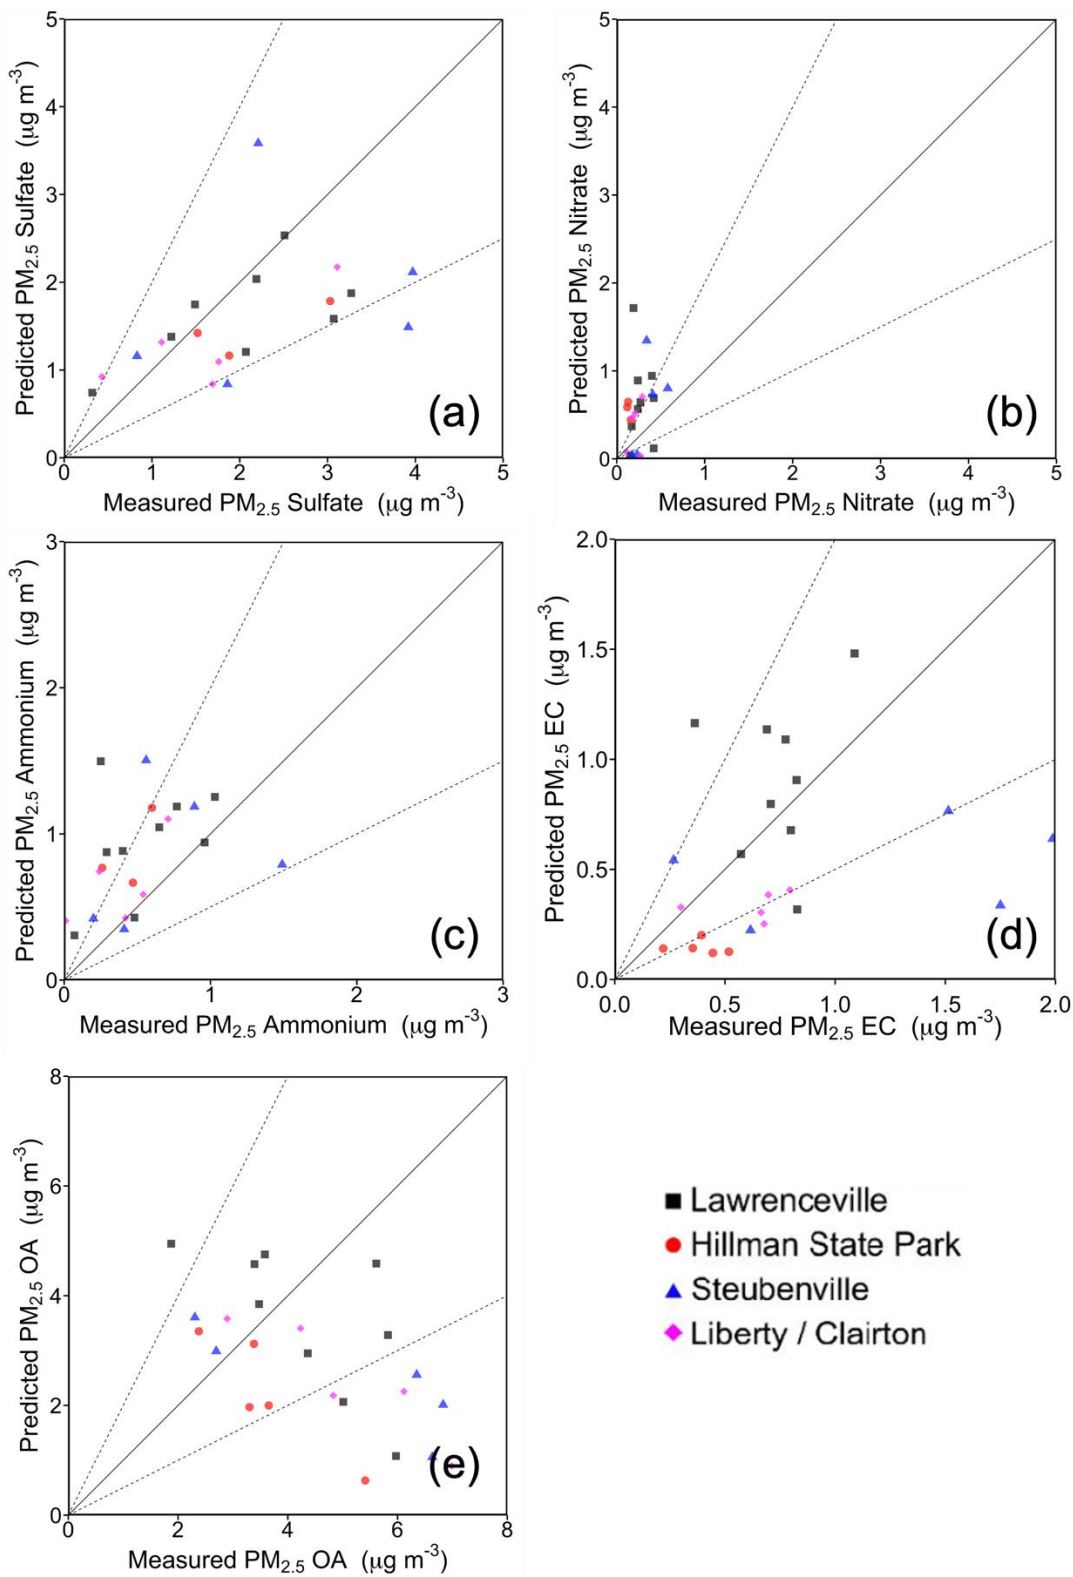 5
4
3
2
1
0
0 1 2 3 4 5
Predicted PM2.5 Sulfate (μg m-3)
Measured PM2.5 Sulfate (μg m-3)
(a)
5
4
3
2
1
0
0 1 2 3 4 5
Predicted PM2.5 Nitrate (μg m-3)
Measured PM2.5 Nitrate (μg m-3)
(b)
3
2
1
0
0 1 2 3
Predicted PM2.5 Ammonium (μg m-3)
Measured PM2.5 Ammonium (μg m-3)
(c)
2.0
1.5
1.0
0.5
0.0
0.0 0.5 1.0 1.5 2.0
Predicted PM2.5 EC (μg m-3)
Measured PM2.5 EC (μg m-3)
(d)
8
6
4
2
0
0 2 4 6 8
Predicted PM2.5 OA (μg m-3)
Measured PM2.5 OA (μg m-3)
(e)
Lawrenceville
Hillman State Park
Steubenville
Liberty / Clairton